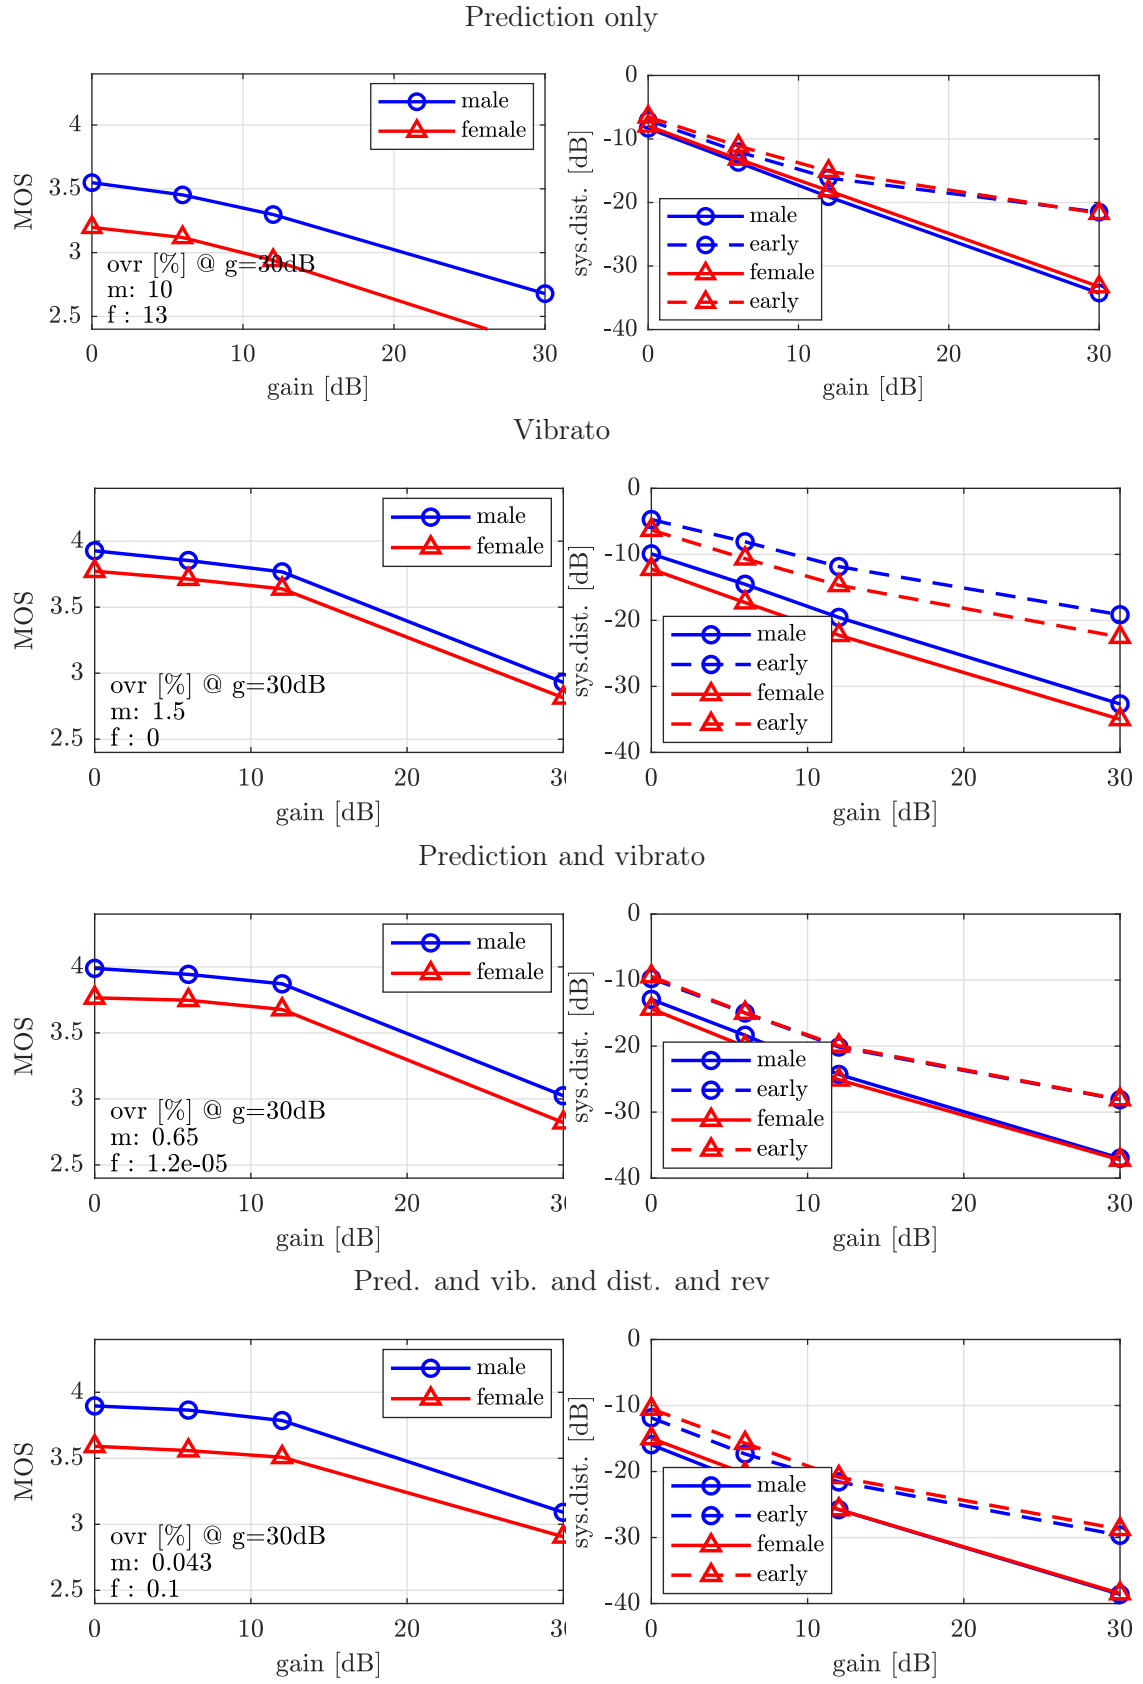 Prediction only
4
3.5
3
2.5
MOS
male
female
ovr [%] @ g=30dB
m: 10
f : 13
0
10
20
30
gain [dB]
0
-10
-20
-30
-40
sys.dist. [dB]
male
early
female
early
0
10
20
30
gain [dB]
Vibrato
4
3.5
3
2.5
MOS
male
female
ovr [%] @ g=30dB
m: 1.5
f : 0
0
10
20
gain [dB]
0
-10
-20
-30
-40
sys.dist. [dB]
male
early
female
early
0
10
20
30
gain [dB]
Prediction and vibrato
4
3.5
3
2.5
MOS
male
female
ovr [%] @ g=30dB
m: 0.65
f : 1.2e-05
0
10
20
gain [dB]
0
-10
-20
-30
-40
sys.dist. [dB]
male
early
female
early
0
10
20
30
gain [dB]
Pred. and vib. and dist. and rev
4
3.5
3
2.5
MOS
male
female
ovr [%] @ g=30dB
m: 0.043
f : 0.1
0
10
20
gain [dB]
0
-10
-20
-30
-40
sys.dist. [dB]
male
early
female
early
0
10
20
30
gain [dB]